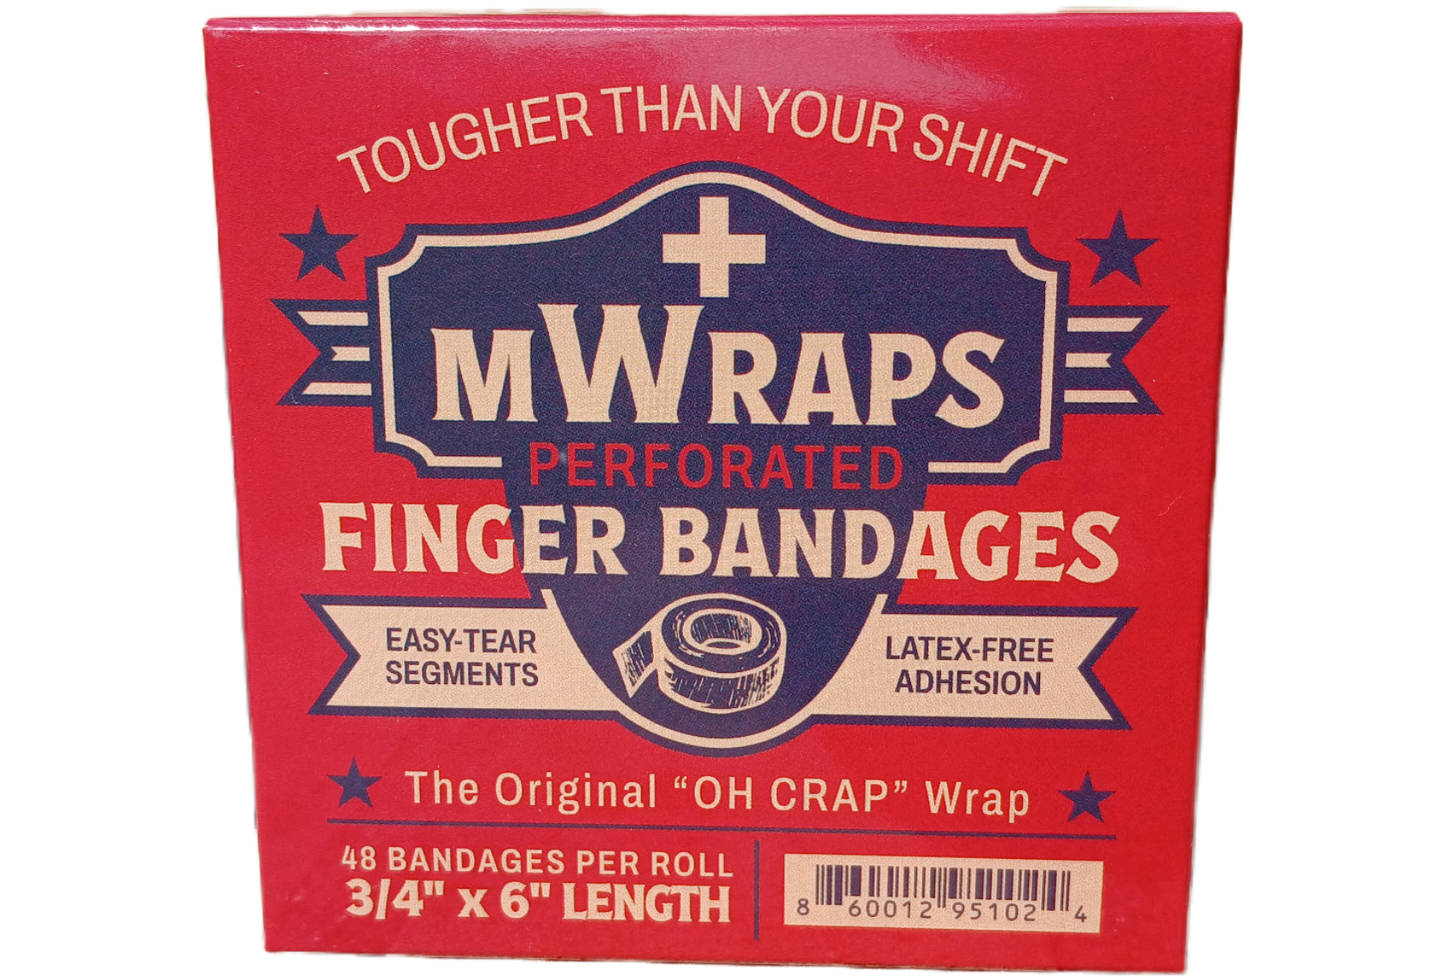 TOUGHER THAN YOUR SHIFT
MWRAPS
PERFORATED
FINGER BANDAGES
EASY-TEAR
SEGMENTS
LATEX-FREE
ADHESION
The Original “OH CRAP” Wrap
48 BANDAGES PER ROLL
3/4" x 6" LENGTH
8 60012 95102 4